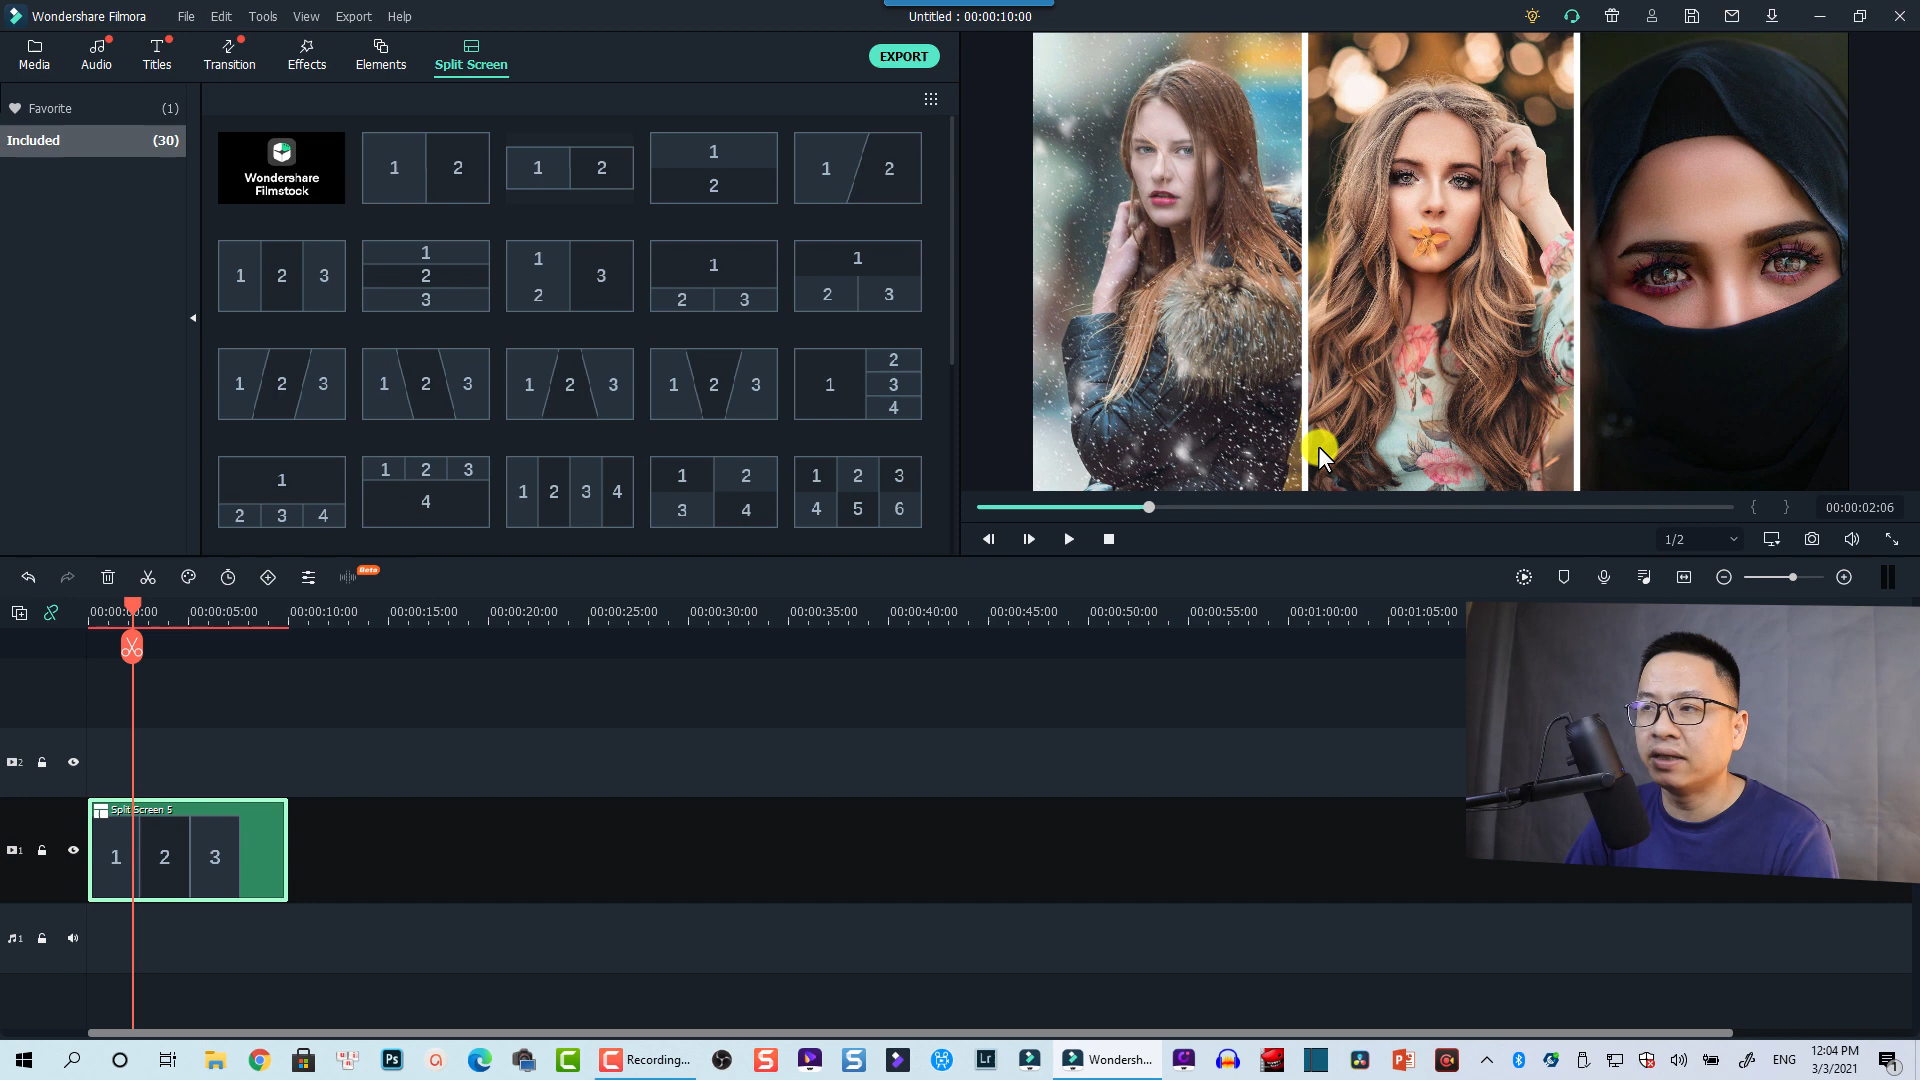 Wondershare Filmora File Edit Tools View Export Help Untitled : 00:00:10:00
Media Audio Titles Transition Effects Elements Split Screen EXPORT
Favorite (1)
Included (30)
Wondershare
Filmstock
1 2
1 2
1
2
1 2
1 2 3
1
2
3
1
2
3
1
2 3
1
2 3
1 2 3
1 2 3
1 2 3
1 2 3
1
2
3
4
1
2 3 4
1 2 3
4
1 2 3 4
1 2
3 4
1 2 3
4 5 6
{ } 00:00:02:06
1/2
Beta
00:00:00:00 00:00:05:00 00:00:10:00 00:00:15:00 00:00:20:00 00:00:25:00 00:00:30:00 00:00:35:00 00:00:40:00 00:00:45:00 00:00:50:00 00:00:55:00 00:01:00:00 00:01:05:00
2
Split Screen 5
1 2 3
1
1
Ps Recording... Lr Wondersh... ENG 12:04 PM
3/3/2021
1